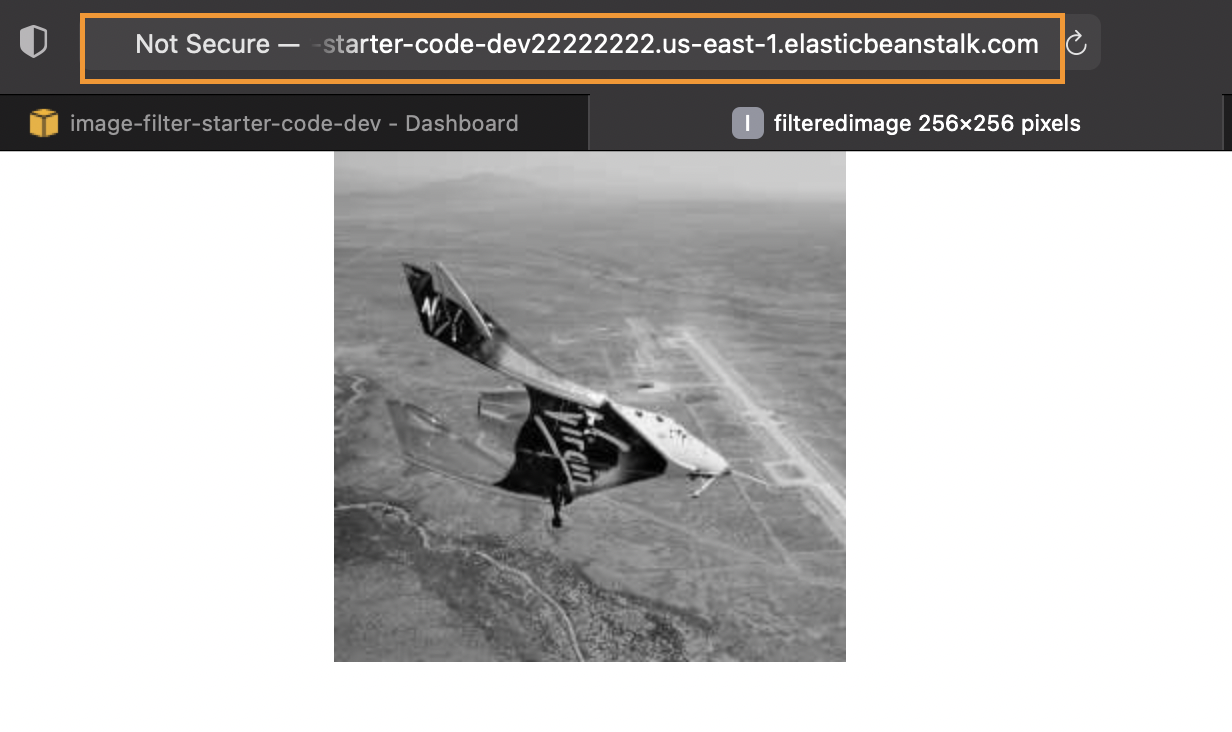 Not Secure — -starter-code-dev22222222.us-east-1.elasticbeanstalk.com
image-filter-starter-code-dev - Dashboard
I filteredimage 256×256 pixels
N
Virgin